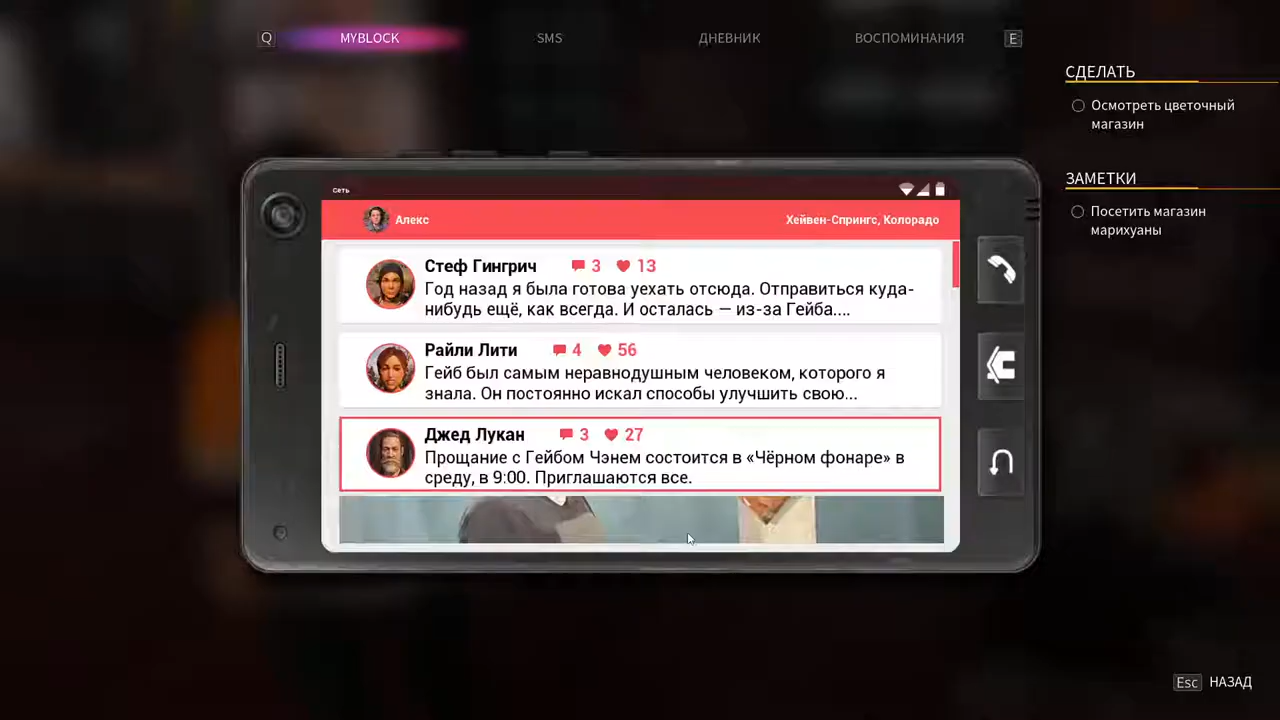 Q MYBLOCK SMS ДНЕВНИК ВОСПОМИНАНИЯ E
СДЕЛАТЬ
Осмотреть цветочный
магазин
ЗАМЕТКИ
Посетить магазин
марихуаны
Сеть
Алекс Хейвен-Спрингс, Колорадо
Стеф Гингрич 3 13
Год назад я была готова уехать отсюда. Отправиться куда-
нибудь ещё, как всегда. И осталась — из-за Гейба....
Райли Лити 4 56
Гейб был самым неравнодушным человеком, которого я
знала. Он постоянно искал способы улучшить свою...
Джед Лукан 3 27
Прощание с Гейбом Чэнем состоится в «Чёрном фонаре» в
среду, в 9:00. Приглашаются все.
Esc НАЗАД